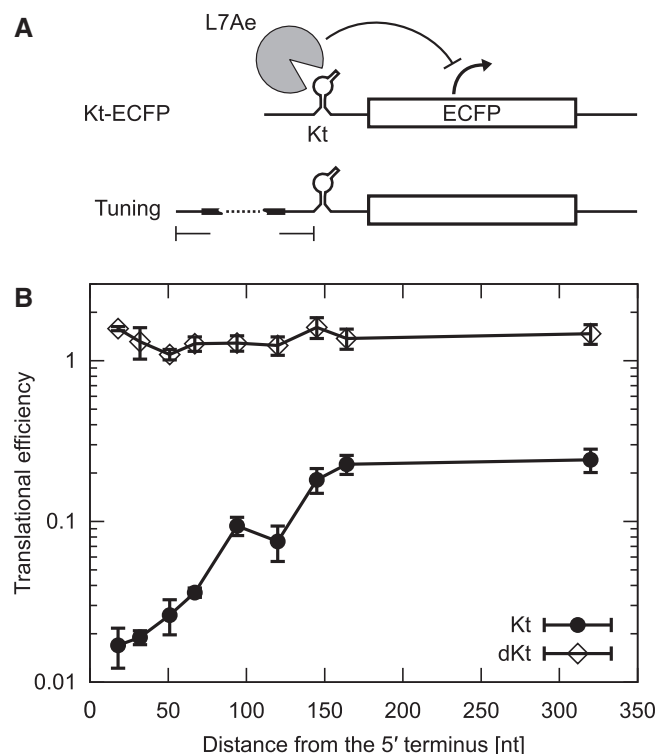 A
L7Ae
Kt-ECFP
ECFP
Kt
Tuning
B
Translational efficiency
1
0.1
0.01
Kt
dKt
0 50 100 150 200 250 300 350
Distance from the 5′ terminus [nt]